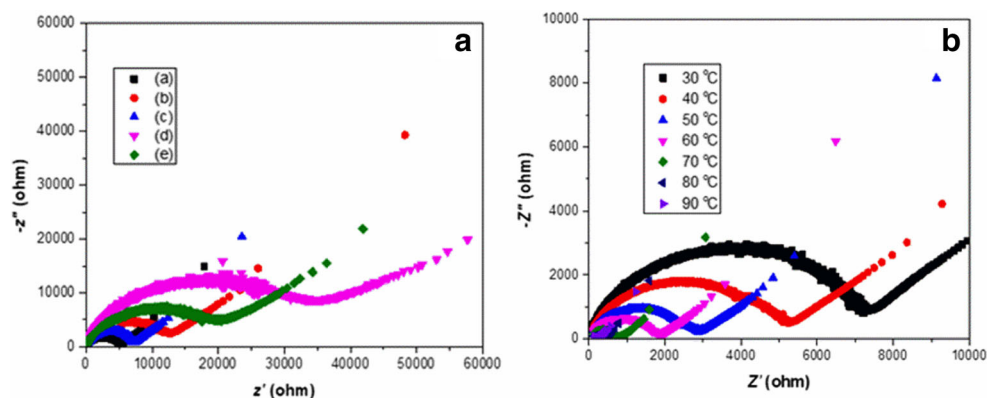 a
60000
50000
40000
30000
20000
10000
0
-z" (ohm)
(a)
(b)
(c)
(d)
(e)
0 10000 20000 30000 40000 50000 60000
z' (ohm)
b
10000
8000
6000
4000
2000
0
-Z" (ohm)
30 °C
40 °C
50 °C
60 °C
70 °C
80 °C
90 °C
0 2000 4000 6000 8000 10000
Z' (ohm)